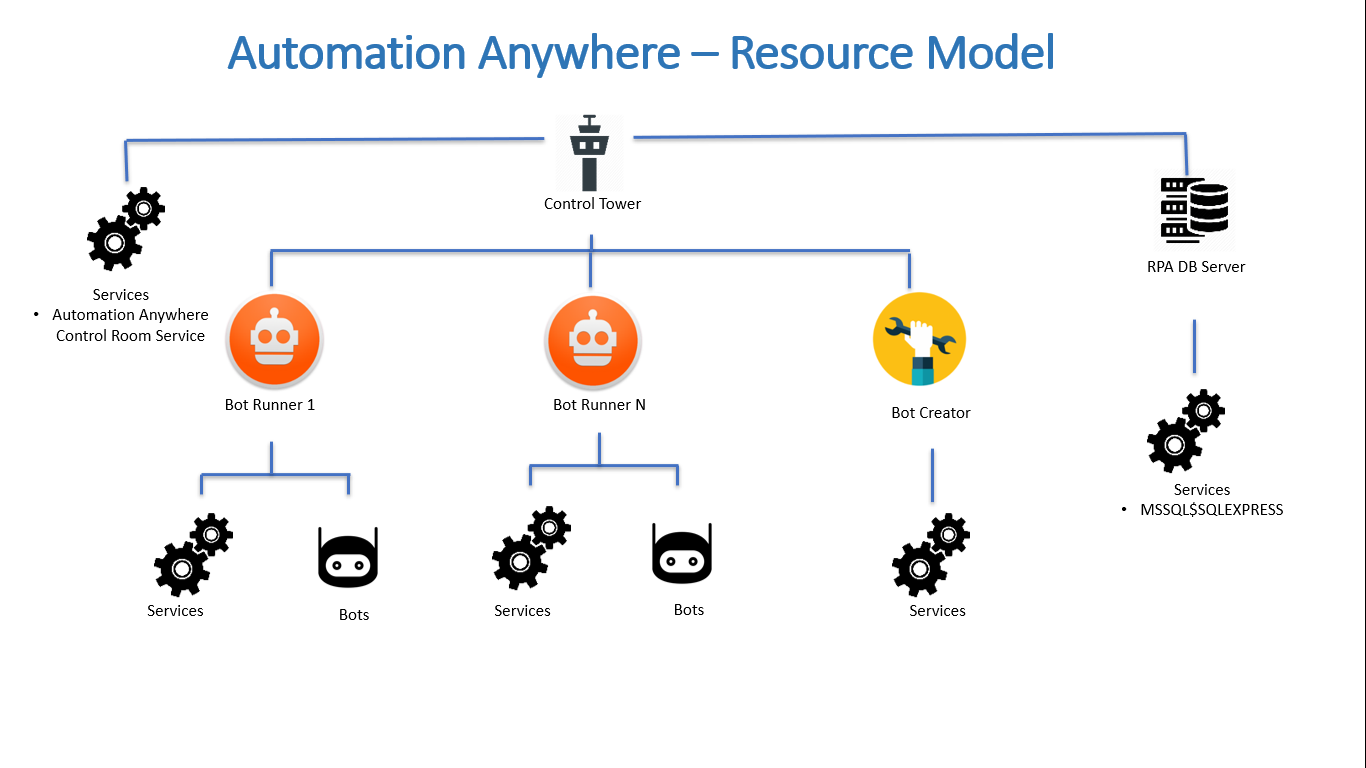 Automation Anywhere – Resource Model
Control Tower
RPA DB Server
Services
• Automation Anywhere
Control Room Service
Bot Runner 1
Bot Runner N
Bot Creator
Services
• MSSQL$SQLEXPRESS
Services
Bots
Services
Bots
Services